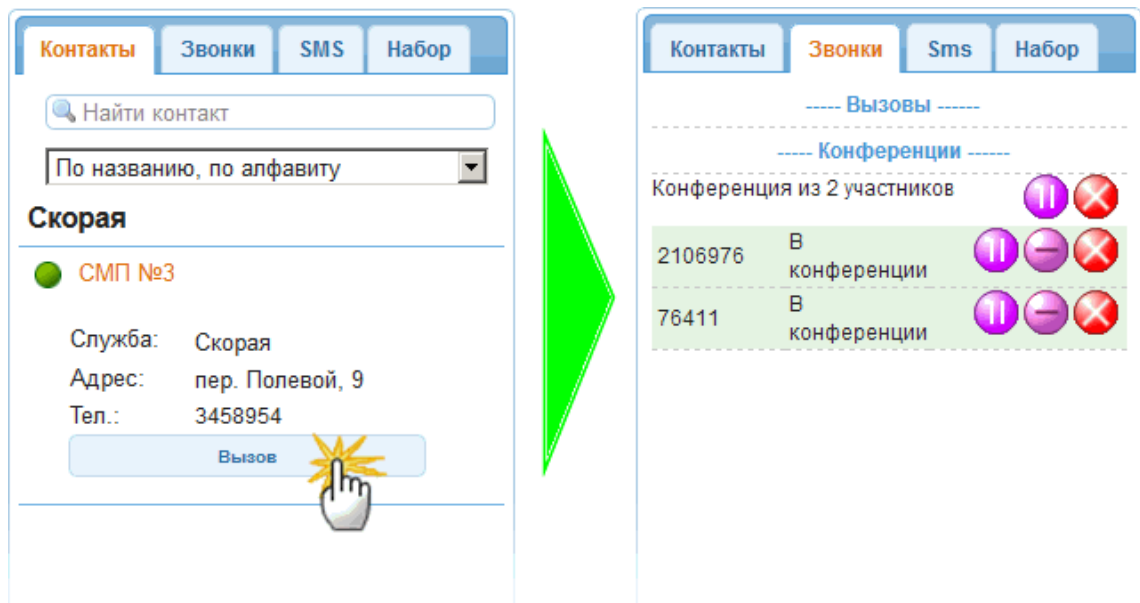 Контакты Звонки SMS Набор
Найти контакт
По названию, по алфавиту
Скорая
СМП №3
Служба: Скорая
Адрес: пер. Полевой, 9
Тел.: 3458954
Вызов
Контакты Звонки Sms Набор
----- Вызовы ------
----- Конференции ------
Конференция из 2 участников
2106976 В
конференции
76411 В
конференции